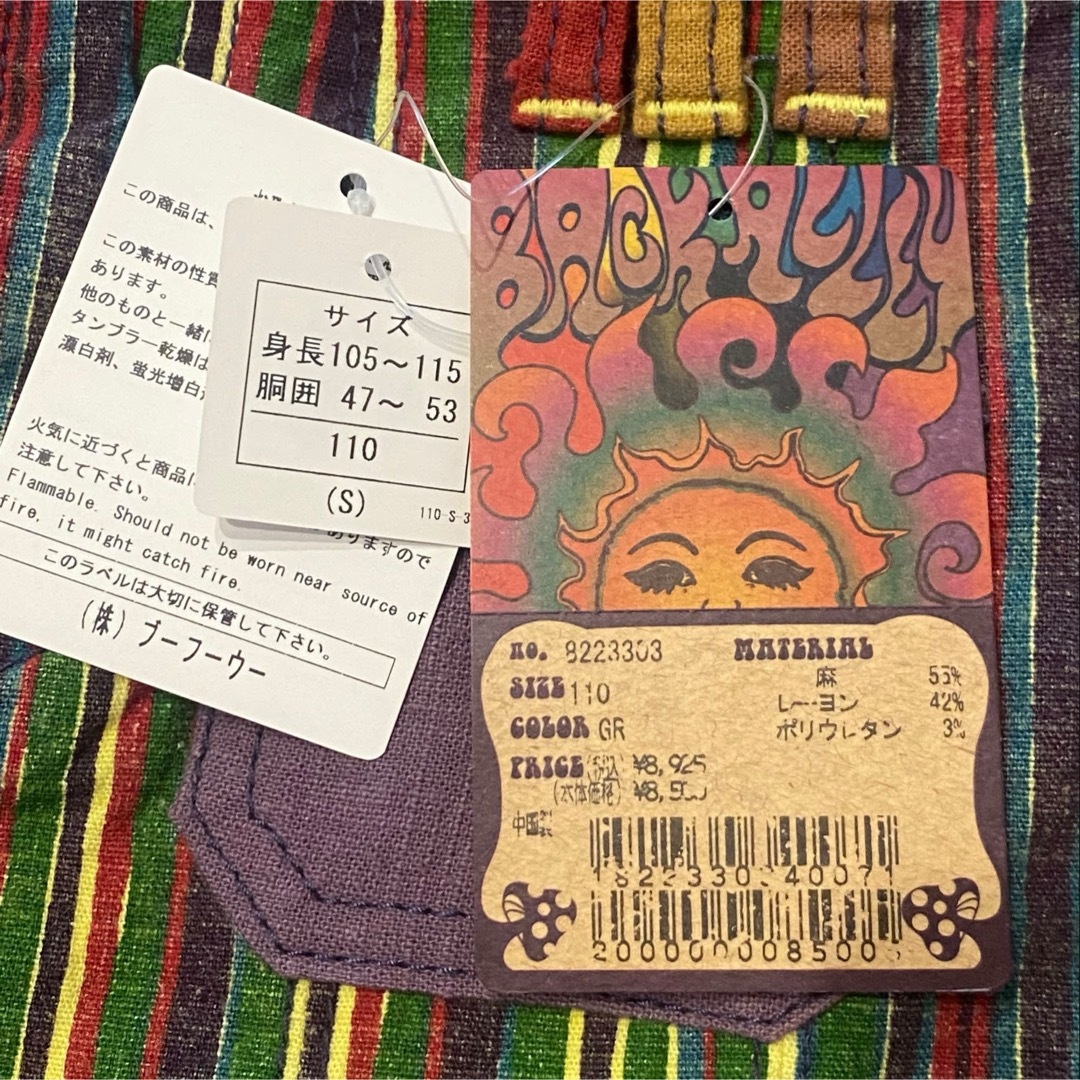 この商品は、
この素材の性質
あります。
他のものと一緒に
タンブラー乾燥は
漂白剤、蛍光増白
火気に近づくと商品に
注意して下さい。
ありますので
Flammable. Should not be worn near source of
fire, it might catch fire.
このラベルは大切に保管して下さい。
(株) ブーフーウー
サイズ
身長105～115
胴囲 47～ 53
110
(S)
110-S-3
BACK ALLEY
NO. 8223303
SIZE 110
COLOR GR
PRICE (税込) ¥8,925
(本体価格) ¥8,500
中国製
MATERIAL
麻 55%
レーヨン 42%
ポリウレタン 3%